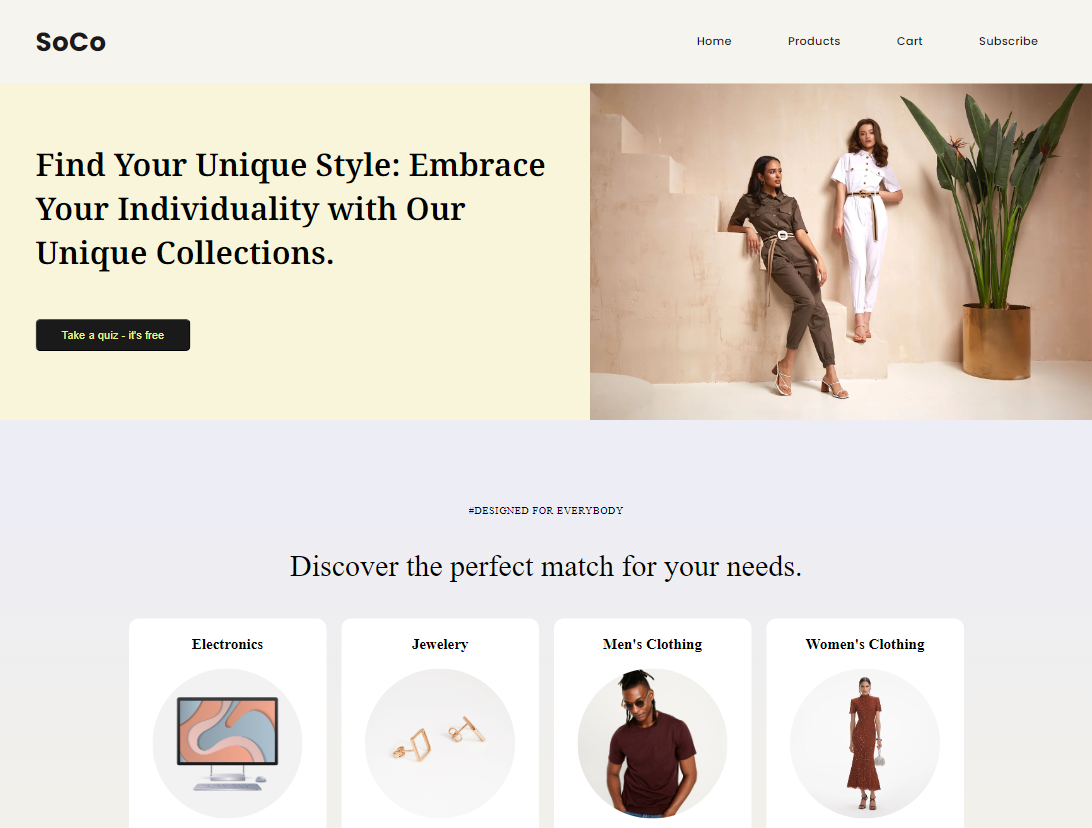 SoCo
Home Products Cart Subscribe
Find Your Unique Style: Embrace
Your Individuality with Our
Unique Collections.
Take a quiz - it's free
#DESIGNED FOR EVERYBODY
Discover the perfect match for your needs.
Electronics Jewelery Men's Clothing Women's Clothing